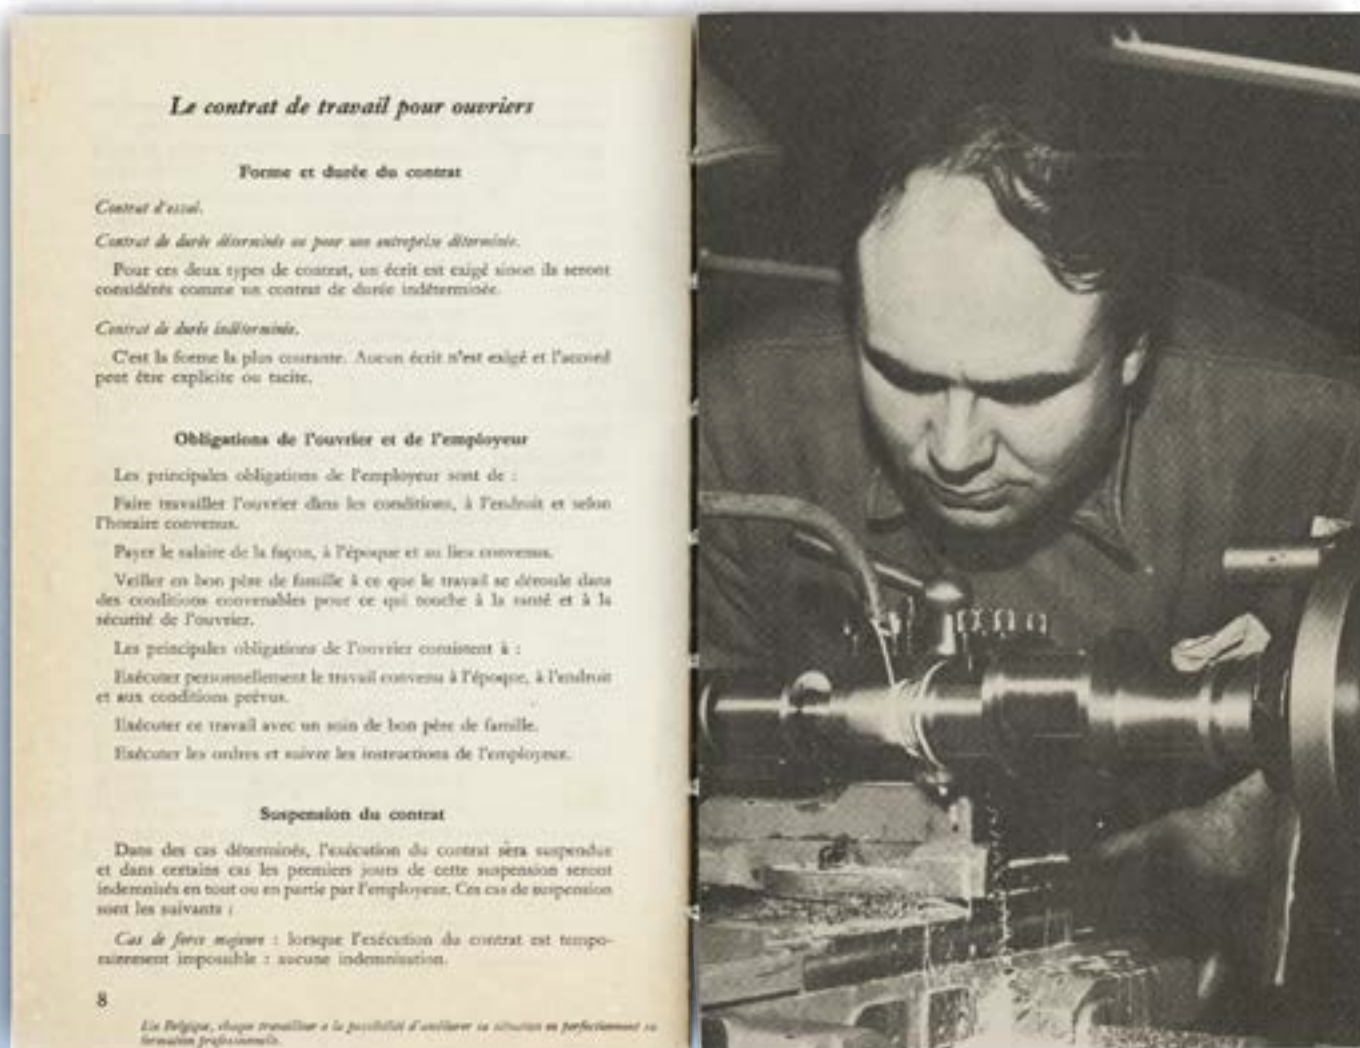 Le contrat de travail pour ouvriers
Forme et durée du contrat
Contrat d'essai.
Contrat de durée déterminée ou pour une entreprise déterminée.
Pour ces deux types de contrat, un écrit est exigé sinon ils seront
considérés comme un contrat de durée indéterminée.
Contrat de durée indéterminée.
C'est la forme la plus courante. Aucun écrit n'est exigé et l'accord
peut être explicite ou tacite.
Obligations de l'ouvrier et de l'employeur
Les principales obligations de l'employeur sont de :
Faire travailler l'ouvrier dans les conditions, à l'endroit et selon
l'horaire convenus.
Payer le salaire de la façon, à l'époque et au lieu convenus.
Veiller en bon père de famille à ce que le travail se déroule dans
des conditions convenables pour ce qui touche à la santé et à la
sécurité de l'ouvrier.
Les principales obligations de l'ouvrier consistent à :
Exécuter personnellement le travail convenu à l'époque, à l'endroit
et aux conditions prévus.
Exécuter ce travail avec un soin de bon père de famille.
Exécuter les ordres et suivre les instructions de l'employeur.
Suspension du contrat
Dans des cas déterminés, l'exécution du contrat sera suspendue
et dans certains cas les premiers jours de cette suspension seront
indemnisés en tout ou en partie par l'employeur. Ces cas de suspension
sont les suivants :
Cas de force majeure : lorsque l'exécution du contrat est tempo-
rairement impossible : aucune indemnisation.
8
En Belgique, chaque travailleur a la possibilité d'améliorer sa situation en perfectionnant sa
formation professionnelle.